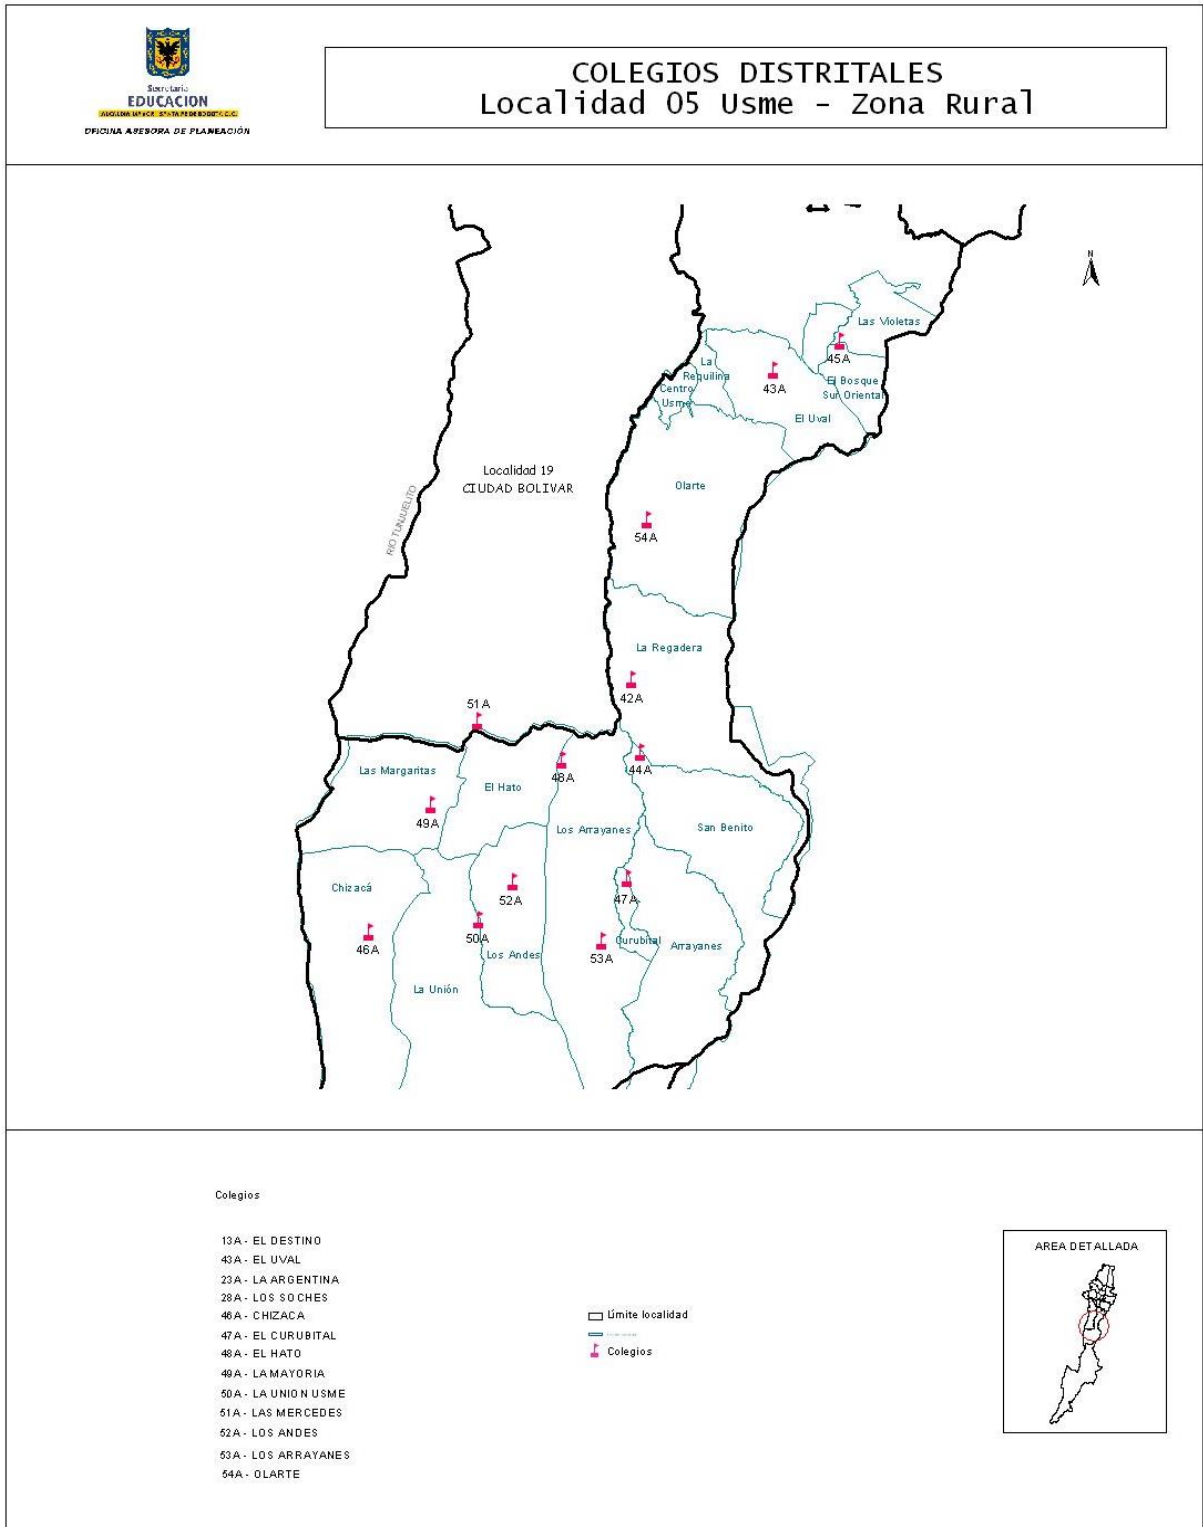 Secretaria
EDUCACION
OFICINA ASESORA DE PLANEACIÓN
COLEGIOS DISTRITALES
Localidad 05 Usme - Zona Rural
N
Las Violetas
45A
La
Requilina
43A
El Bosque
Sur Oriental
Centro
Usme
El Uval
Localidad 19
CIUDAD BOLIVAR
Olarte
RIO TUNJUELITO
54A
La Regadera
42A
51A
Las Margaritas
48A
44A
El Hato
49A
Los Arrayanes
San Benito
Chizacá
52A
47A
46A
50A
Los Andes
53A
Curubital
Arrayanes
La Unión
Colegios
13A - EL DESTINO
43A - EL UVAL
23A - LA ARGENTINA
28A - LOS SOCHES
46A - CHIZACA
47A - EL CURUBITAL
48A - EL HATO
49A - LA MAYORIA
50A - LA UNION USME
51A - LAS MERCEDES
52A - LOS ANDES
53A - LOS ARRAYANES
54A - OLARTE
Límite localidad
Colegios
AREA DETALLADA